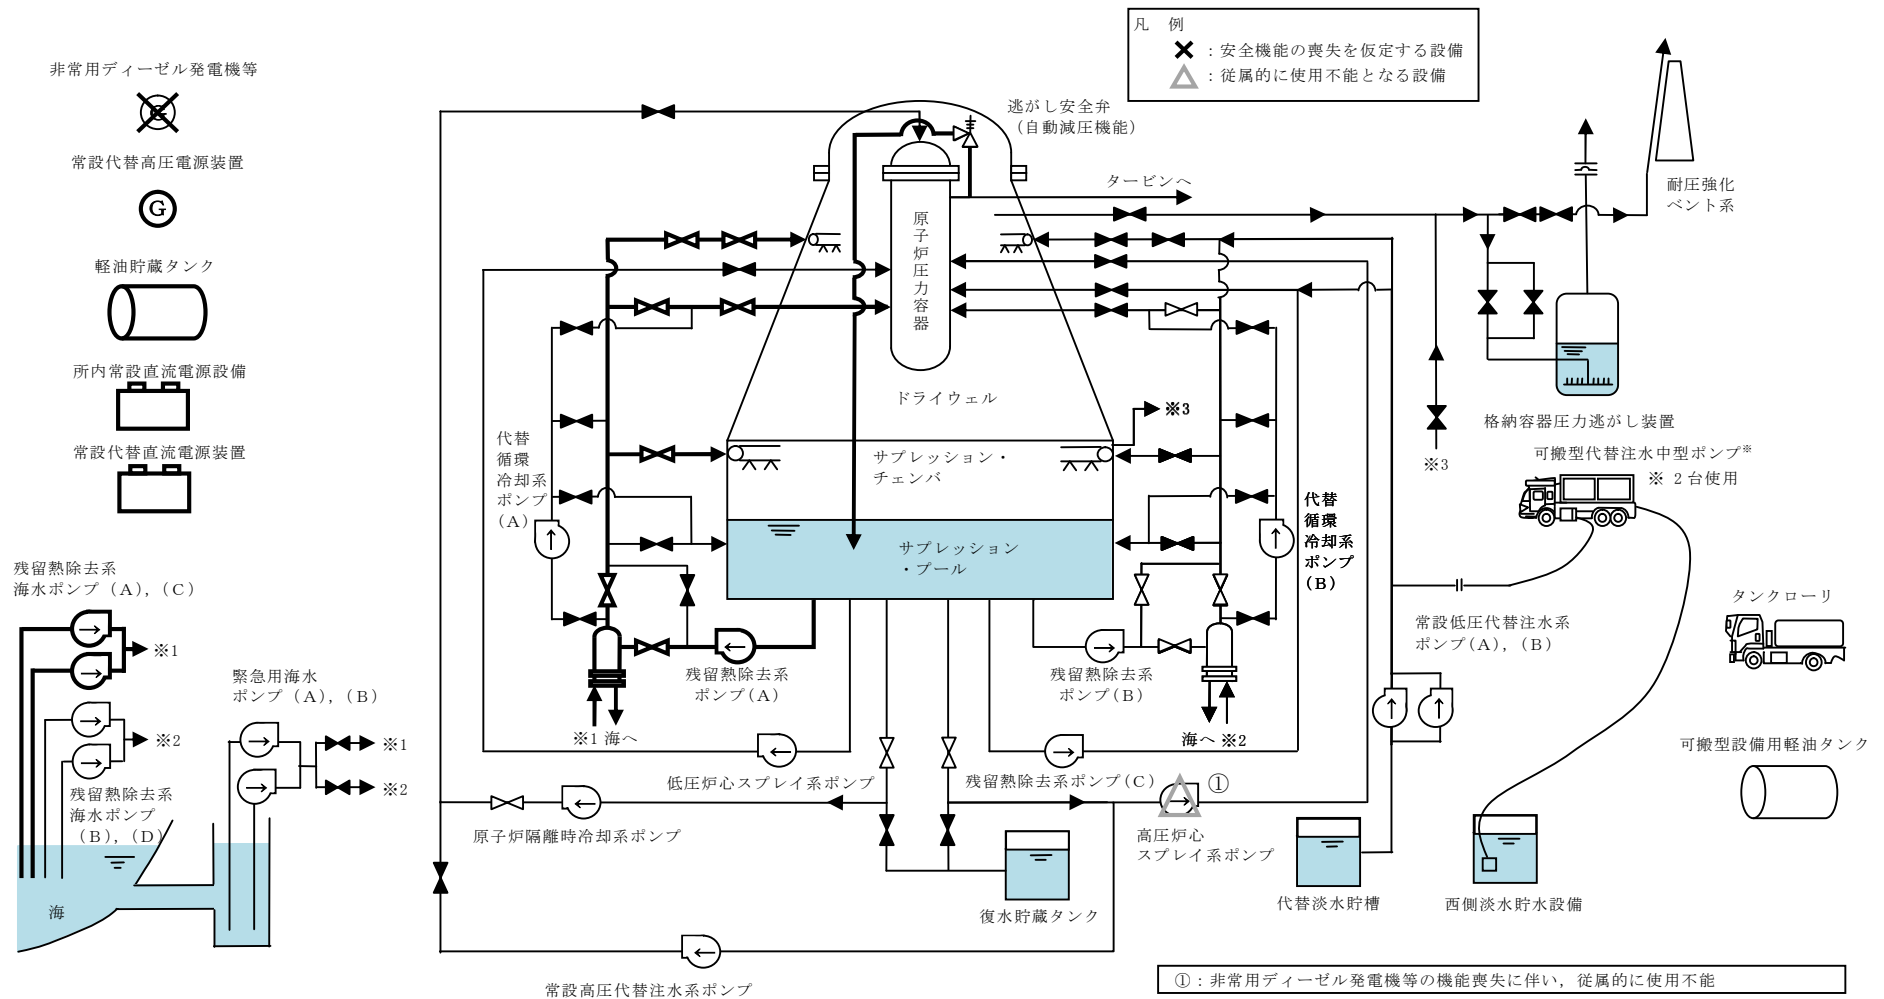 凡 例
：安全機能の喪失を仮定する設備
：従属的に使用不能となる設備
非常用ディーゼル発電機等
G
常設代替高圧電源装置
G
軽油貯蔵タンク
所内常設直流電源設備
常設代替直流電源装置
残留熱除去系
海水ポンプ（A），（C）
※1
※2
残留熱除去系
海水ポンプ
（B），（D）
海
緊急用海水
ポンプ（A），（B）
※1
※2
逃がし安全弁
（自動減圧機能）
タービンへ
原子炉圧力容器
ドライウェル
※3
サプレッション・
チェンバ
サプレッション
・プール
代替
循環
冷却系
ポンプ
（A）
代替
循環
冷却系
ポンプ
（B）
残留熱除去系
ポンプ（A）
※1 海へ
残留熱除去系
ポンプ（B）
海へ ※2
低圧炉心スプレイ系ポンプ
残留熱除去系ポンプ（C）
①
原子炉隔離時冷却系ポンプ
高圧炉心
スプレイ系ポンプ
復水貯蔵タンク
常設高圧代替注水系ポンプ
耐圧強化
ベント系
※3
格納容器圧力逃がし装置
可搬型代替注水中型ポンプ※
※ 2台使用
常設低圧代替注水系
ポンプ（A），（B）
タンクローリ
可搬型設備用軽油タンク
代替淡水貯槽
西側淡水貯水設備
①：非常用ディーゼル発電機等の機能喪失に伴い，従属的に使用不能